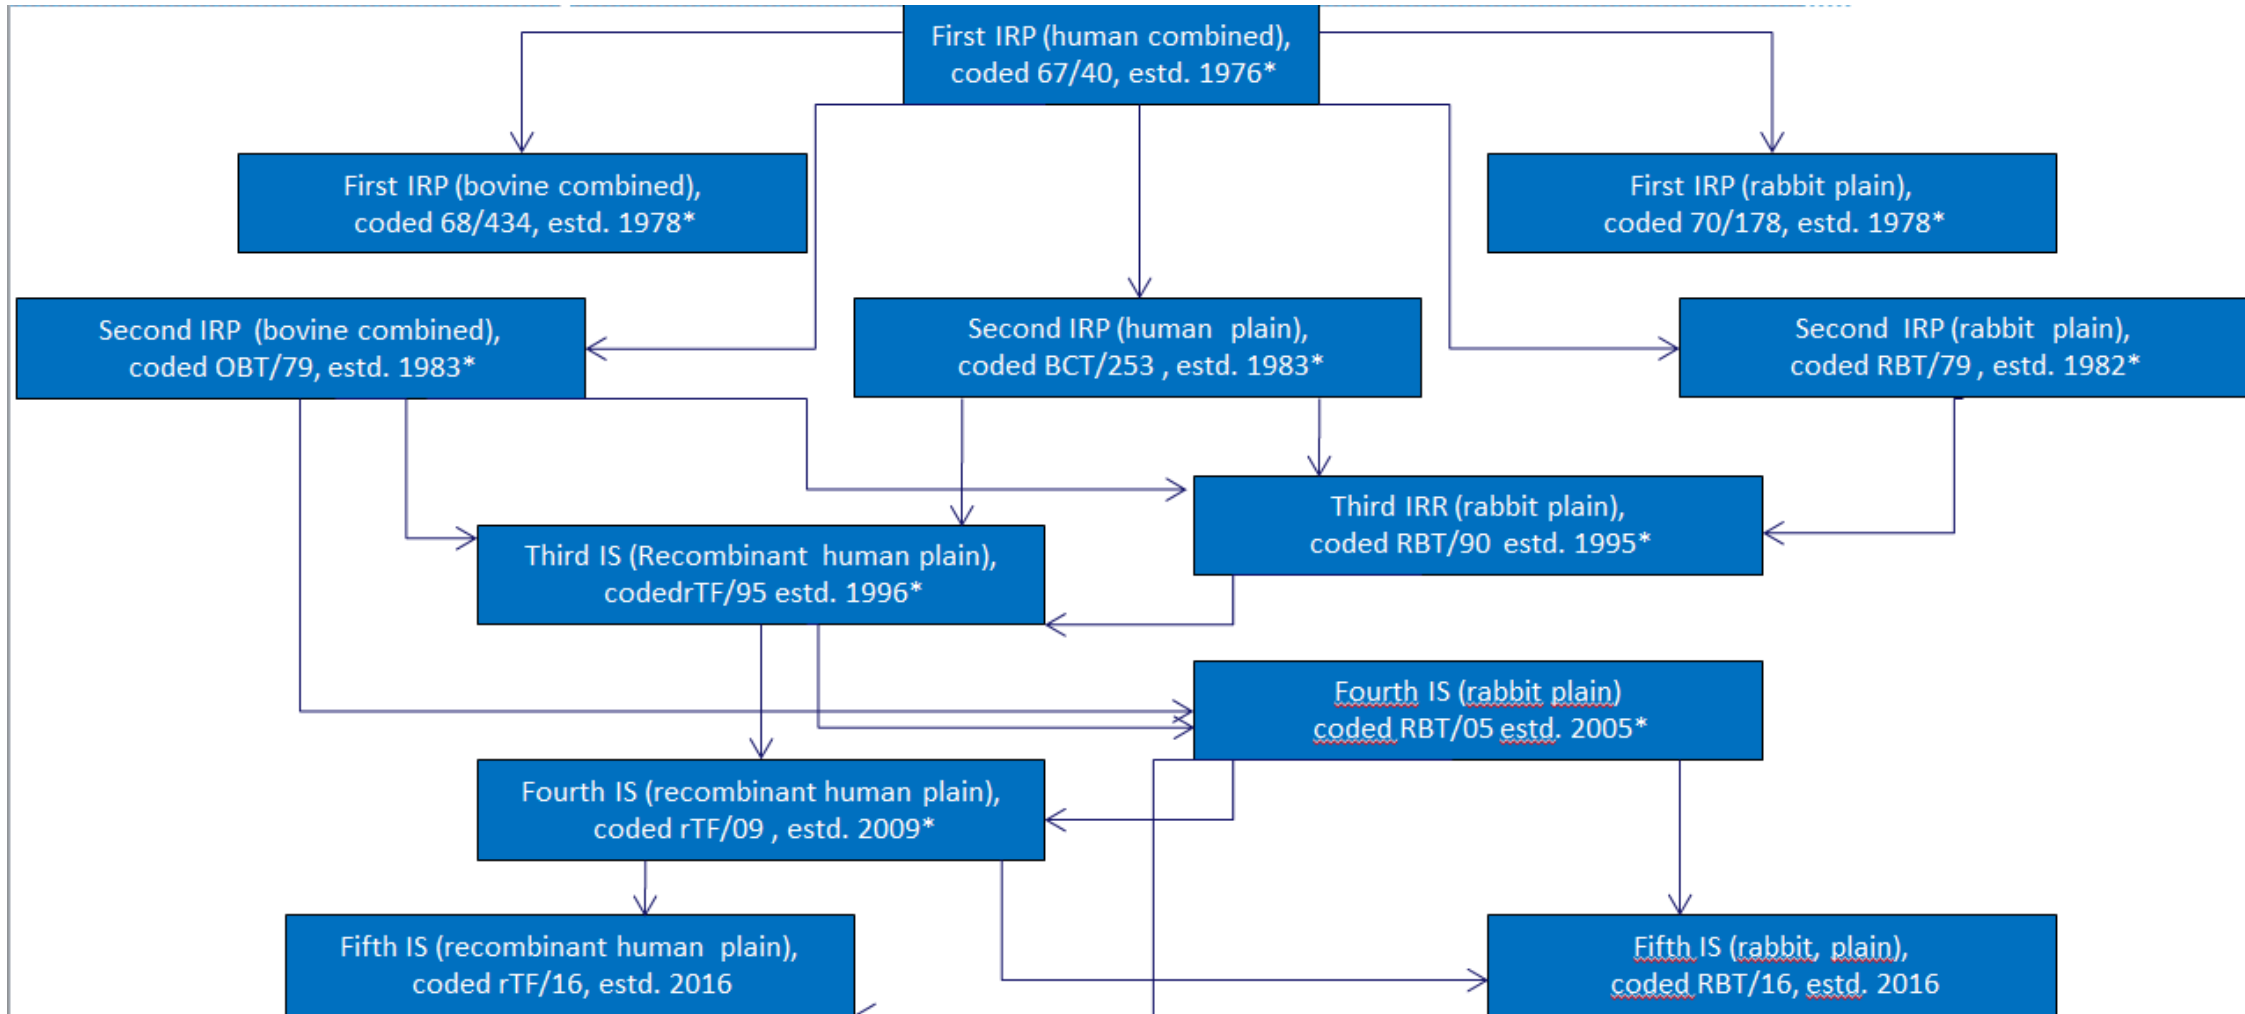 First IRP (human combined),
coded 67/40, estd. 1976*
First IRP (bovine combined),
coded 68/434, estd. 1978*
First IRP (rabbit plain),
coded 70/178, estd. 1978*
Second IRP (bovine combined),
coded OBT/79, estd. 1983*
Second IRP (human plain),
coded BCT/253 , estd. 1983*
Second IRP (rabbit plain),
coded RBT/79 , estd. 1982*
Third IRR (rabbit plain),
coded RBT/90 estd. 1995*
Third IS (Recombinant human plain),
codedrTF/95 estd. 1996*
Fourth IS (rabbit plain)
coded RBT/05 estd. 2005*
Fourth IS (recombinant human plain),
coded rTF/09 , estd. 2009*
Fifth IS (recombinant human plain),
coded rTF/16, estd. 2016
Fifth IS (rabbit, plain),
coded RBT/16, estd. 2016